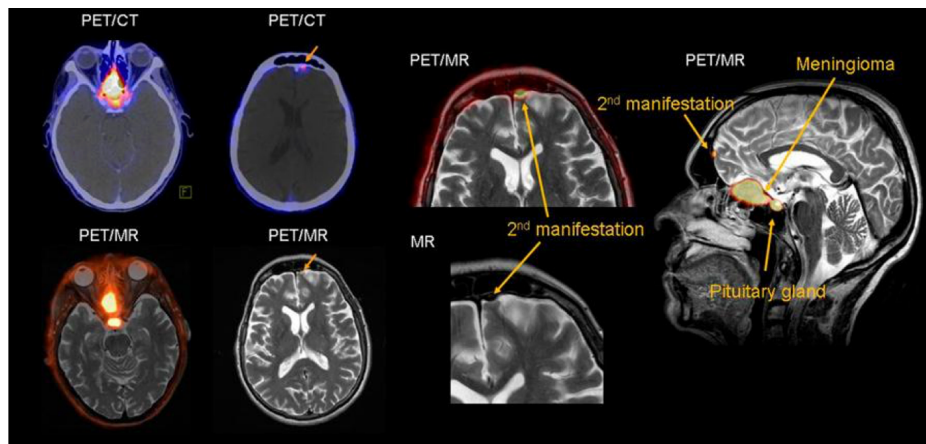 PET/CT
PET/CT
PET/MR
PET/MR
Meningioma
2nd manifestation
F
PET/MR
PET/MR
MR
2nd manifestation
Pituitary gland